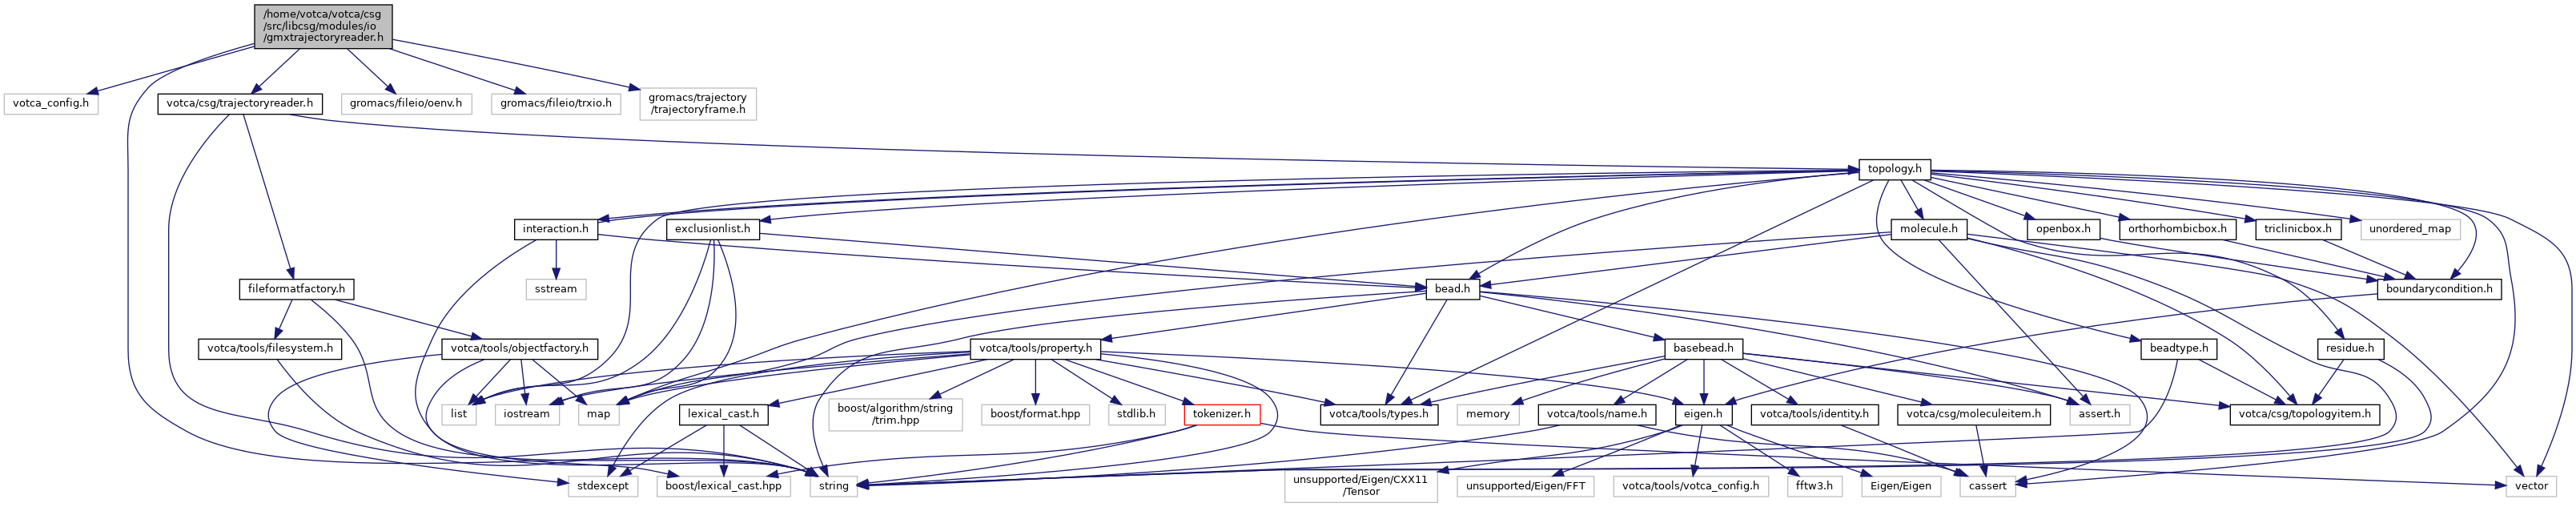 /home/votca/votca/csg
/src/libcsg/modules/io
/gmxtrajectoryreader.h
votca_config.h
votca/csg/trajectoryreader.h
gromacs/fileio/oenv.h
gromacs/fileio/trxio.h
gromacs/trajectory
/trajectoryframe.h
topology.h
interaction.h
exclusionlist.h
molecule.h
openbox.h
orthorhombicbox.h
triclinicbox.h
unordered_map
fileformatfactory.h
sstream
bead.h
boundarycondition.h
votca/tools/filesystem.h
votca/tools/objectfactory.h
votca/tools/property.h
basebead.h
beadtype.h
residue.h
list
iostream
map
lexical_cast.h
boost/algorithm/string
/trim.hpp
boost/format.hpp
stdlib.h
tokenizer.h
votca/tools/types.h
memory
votca/tools/name.h
eigen.h
votca/tools/identity.h
votca/csg/moleculeitem.h
assert.h
votca/csg/topologyitem.h
stdexcept
boost/lexical_cast.hpp
string
unsupported/Eigen/CXX11
/Tensor
unsupported/Eigen/FFT
votca/tools/votca_config.h
fftw3.h
Eigen/Eigen
cassert
vector